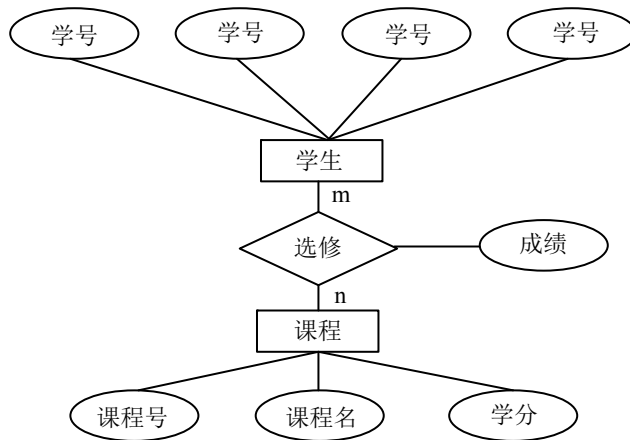 学号 学号 学号 学号
学生
m
选修 成绩
n
课程
课程号 课程名 学分